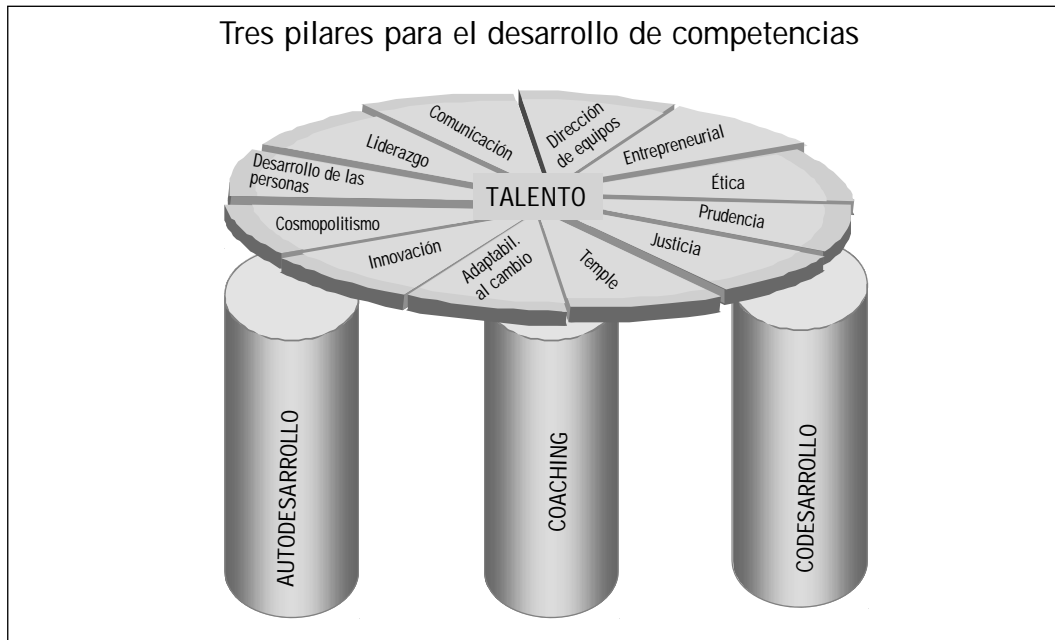 Tres pilares para el desarrollo de competencias
Comunicación
Dirección
de equipos
Liderazgo
Entrepreneurial
Desarrollo de las
personas
Ética
TALENTO
Cosmopolitismo
Prudencia
Innovación
Justicia
Adaptabil.
al cambio
Temple
AUTODESARROLLO
COACHING
CODESARROLLO